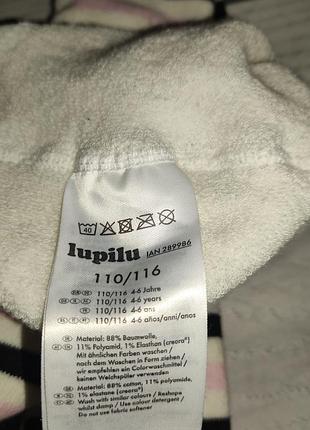 40
lupilu IAN 289986
110/116
110/116 4-6 Jahre
110/116 4-6 years
110/116 4-6 ans
110/116 4-6 años/anni/anos
Material: 88% Baumwolle,
11% Polyamid, 1% Elasthan (creora®)
Mit ähnlichen Farben waschen/
nach dem Waschen in Form ziehen/
wir empfehlen ein Colorwaschmittel/
keinen Weichspüler verwenden
Material: 88% cotton, 11% polyamide,
1% elastane (creora®)
Wash with similar colours / Reshape
whilst damp / Use colour detergent/
Do not use fabric softener